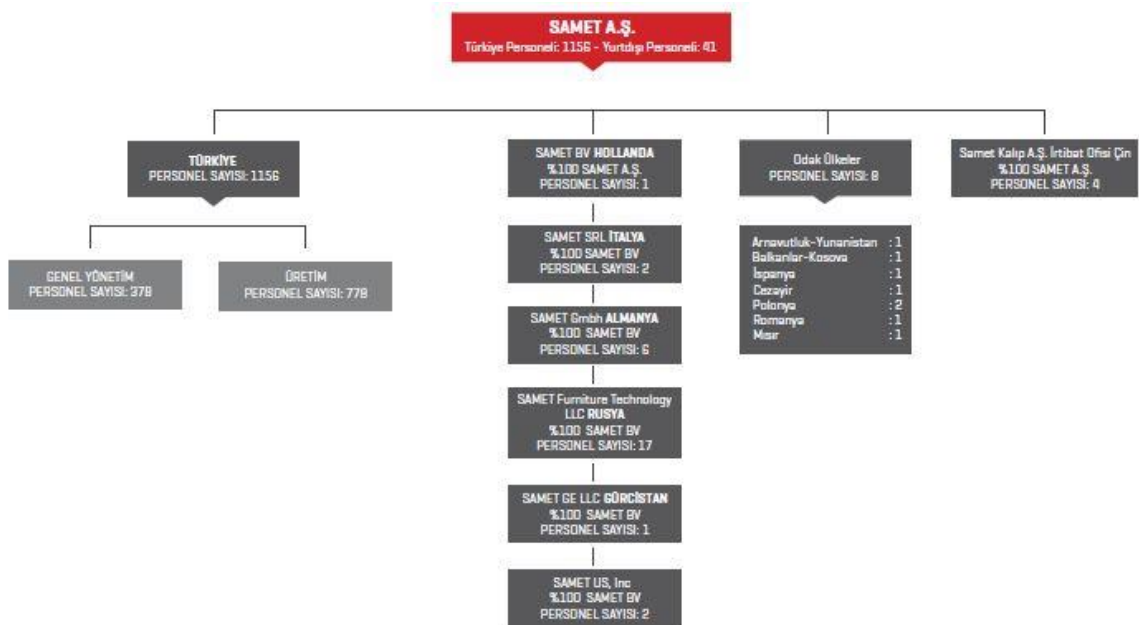 SAMET A.Ş.
Türkiye Personeli: 1156 - Yurtdışı Personeli: 41
TÜRKİYE
PERSONEL SAYISI: 1156
GENEL YÖNETİM
PERSONEL SAYISI: 378
ÜRETİM
PERSONEL SAYISI: 778
SAMET BV HOLLANDA
%100 SAMET A.Ş.
PERSONEL SAYISI: 1
SAMET SRL İTALYA
%100 SAMET BV
PERSONEL SAYISI: 2
SAMET Gmbh ALMANYA
%100 SAMET BV
PERSONEL SAYISI: 6
SAMET Furniture Technology
LLC RUSYA
%100 SAMET BV
PERSONEL SAYISI: 17
SAMET GE LLC GÜRCİSTAN
%100 SAMET BV
PERSONEL SAYISI: 1
SAMET US, Inc
%100 SAMET BV
PERSONEL SAYISI: 2
Odak Ülkeler
PERSONEL SAYISI: 8
Arnavutluk-Yunanistan : 1
Balkanlar-Kosova : 1
İspanya : 1
Cezayir : 1
Polonya : 2
Romanya : 1
Mısır : 1
Samet Kalıp A.Ş. İrtibat Ofisi Çin
%100 SAMET A.Ş.
PERSONEL SAYISI: 4